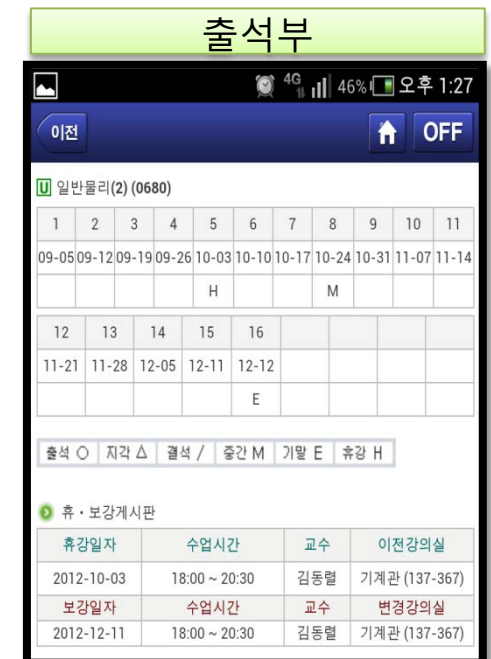 출석부
4G 46% 오후 1:27
이전 OFF
U 일반물리(2) (0680)
1 2 3 4 5 6 7 8 9 10 11
09-05 09-12 09-19 09-26 10-03 10-10 10-17 10-24 10-31 11-07 11-14
H M
12 13 14 15 16
11-21 11-28 12-05 12-11 12-12
E
출석 ○ 지각 △ 결석 / 중간 M 기말 E 휴강 H
휴·보강게시판
휴강일자 수업시간 교수 이전강의실
2012-10-03 18:00 ~ 20:30 김동렬 기계관 (137-367)
보강일자 수업시간 교수 변경강의실
2012-12-11 18:00 ~ 20:30 김동렬 기계관 (137-367)